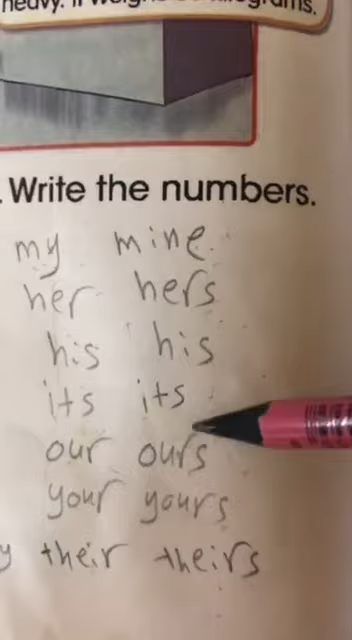 heavy. It weighs
Write the numbers.
my mine
her hers
his his
its its
our ours
your yours
their theirs